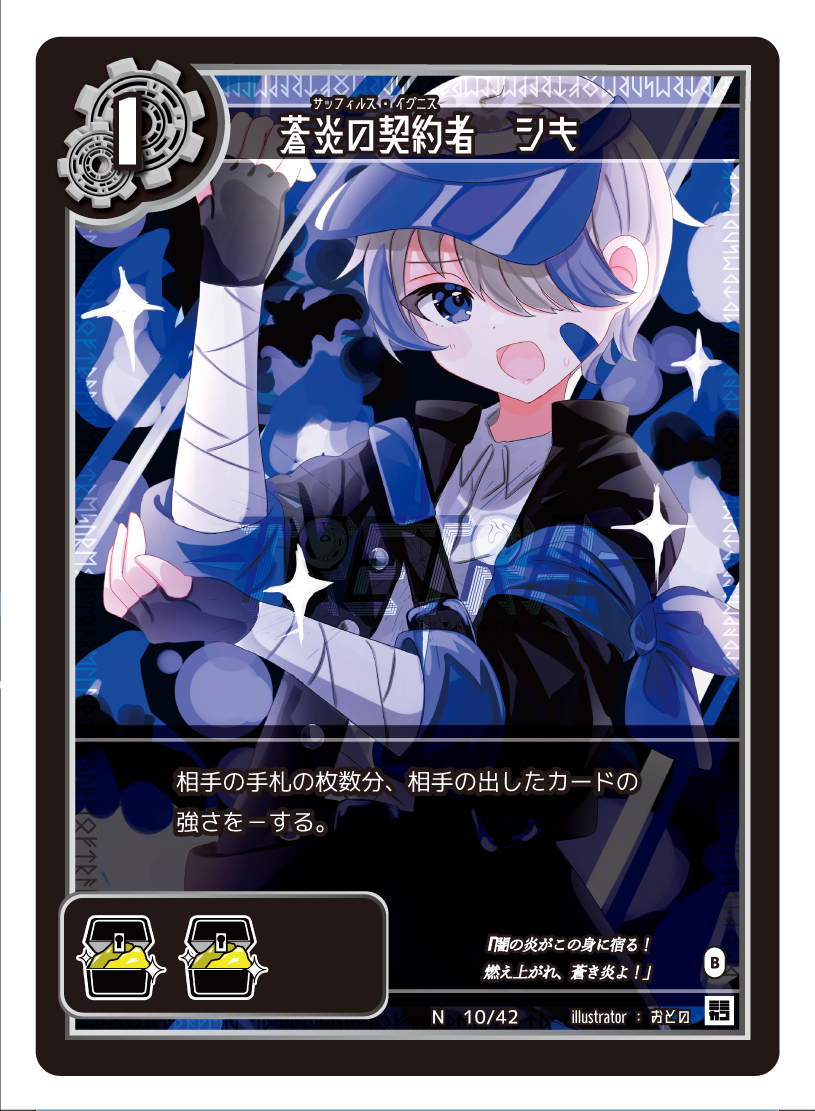 1
サッフィルス・イグニス
蒼炎の契約者 シキ
相手の手札の枚数分、相手の出したカードの
強さを－する。
『闇の炎がこの身に宿る！
燃え上がれ、蒼き炎よ！』
B
N 10/42 illustrator : おとの